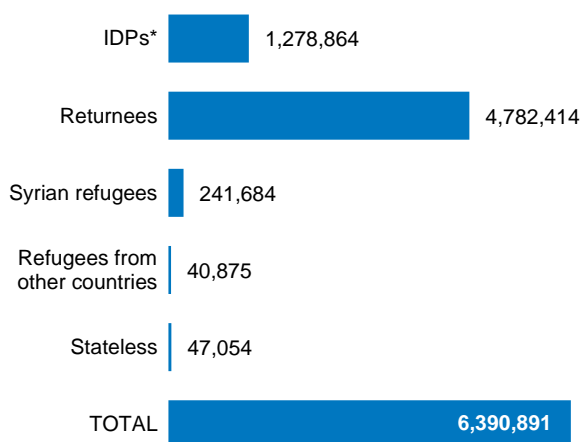 IDPs* 1,278,864
Returnees 4,782,414
Syrian refugees 241,684
Refugees from
other countries 40,875
Stateless 47,054
TOTAL 6,390,891